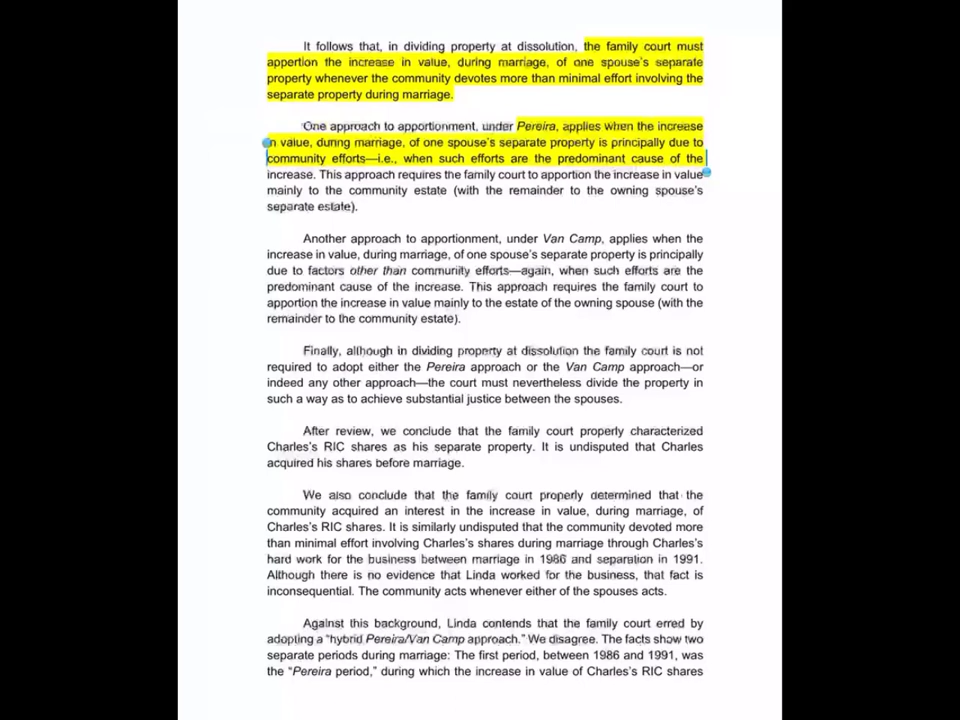 It follows that, in dividing property at dissolution, the family court must
appertion the increase in value, during marriage, of one spouse's separate
property whenever the community devotes more than minimal effort involving the
separate property during marriage.
One approach to apportionment, under Pereira, applies when the increase
in value, during marriage, of one spouse's separate property is principally due to
community efforts—i.e., when such efforts are the predominant cause of the
increase. This approach requires the family court to apportion the increase in value
mainly to the community estate (with the remainder to the owning spouse's
separate estate).
Another approach to apportionment, under Van Camp, applies when the
increase in value, during marriage, of one spouse's separate property is principally
due to factors other than community efforts—again, when such efforts are the
predominant cause of the increase. This approach requires the family court to
apportion the increase in value mainly to the estate of the owning spouse (with the
remainder to the community estate).
Finally, although in dividing property at dissolution the family court is not
required to adopt either the Pereira approach or the Van Camp approach—or
indeed any other approach—the court must nevertheless divide the property in
such a way as to achieve substantial justice between the spouses.
After review, we conclude that the family court properly characterized
Charles's RIC shares as his separate property. It is undisputed that Charles
acquired his shares before marriage.
We also conclude that the family court properly determined that the
community acquired an interest in the increase in value, during marriage, of
Charles's RIC shares. It is similarly undisputed that the community devoted more
than minimal effort involving Charles's shares during marriage through Charles's
hard work for the business between marriage in 1986 and separation in 1991.
Although there is no evidence that Linda worked for the business, that fact is
inconsequential. The community acts whenever either of the spouses acts.
Against this background, Linda contends that the family court erred by
adopting a "hybrid Pereira/Van Camp approach." We disagree. The facts show two
separate periods during marriage: The first period, between 1986 and 1991, was
the "Pereira period," during which the increase in value of Charles's RIC shares